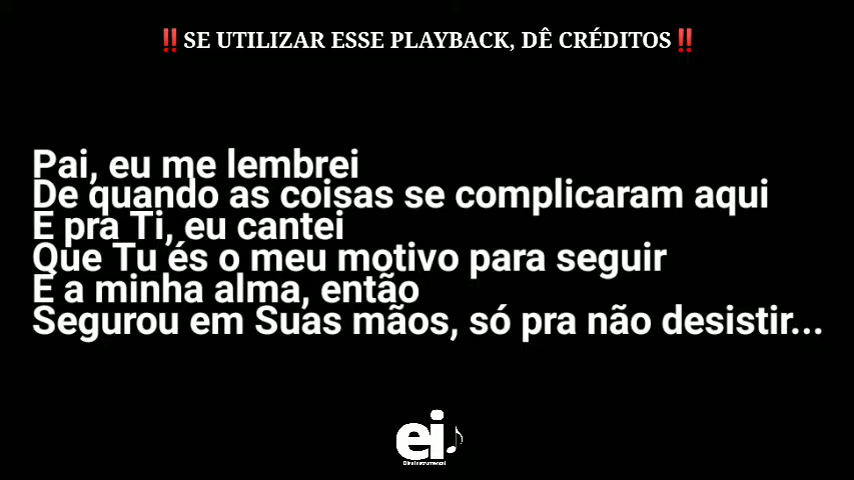 ‼️SE UTILIZAR ESSE PLAYBACK, DÊ CRÉDITOS‼️
Pai, eu me lembrei
De quando as coisas se complicaram aqui
E pra Ti, eu cantei
Que Tu és o meu motivo para seguir
E a minha alma, então
Segurou em Suas mãos, só pra não desistir...
ei